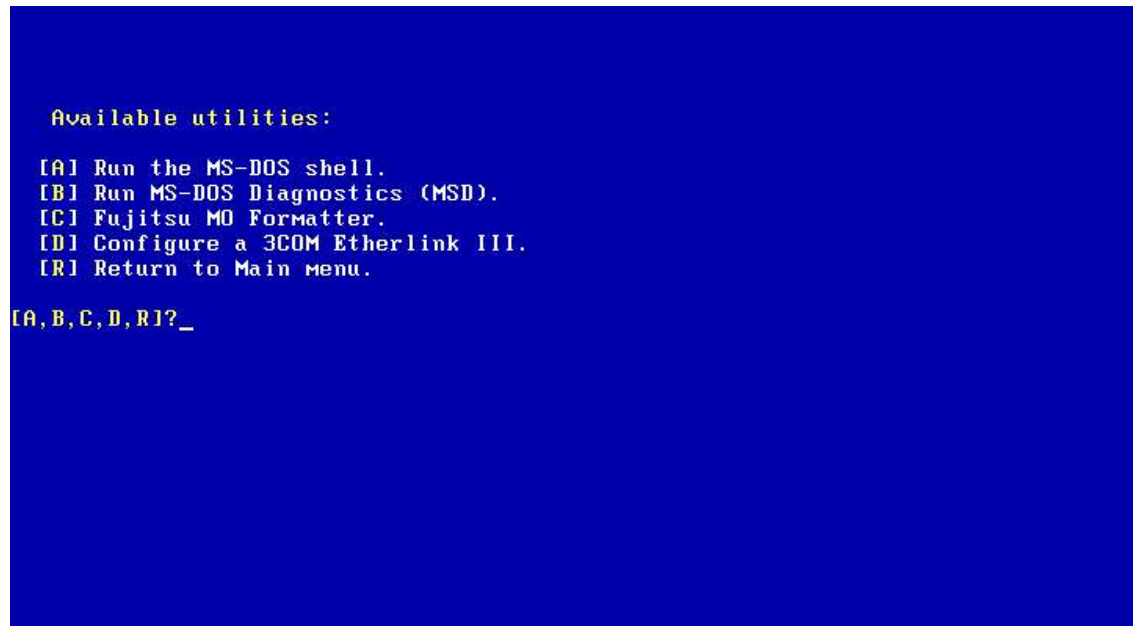 Available utilities:
[A] Run the MS-DOS shell.
[B] Run MS-DOS Diagnostics (MSD).
[C] Fujitsu MO Formatter.
[D] Configure a 3COM Etherlink III.
[R] Return to Main menu.
[A,B,C,D,R]?_